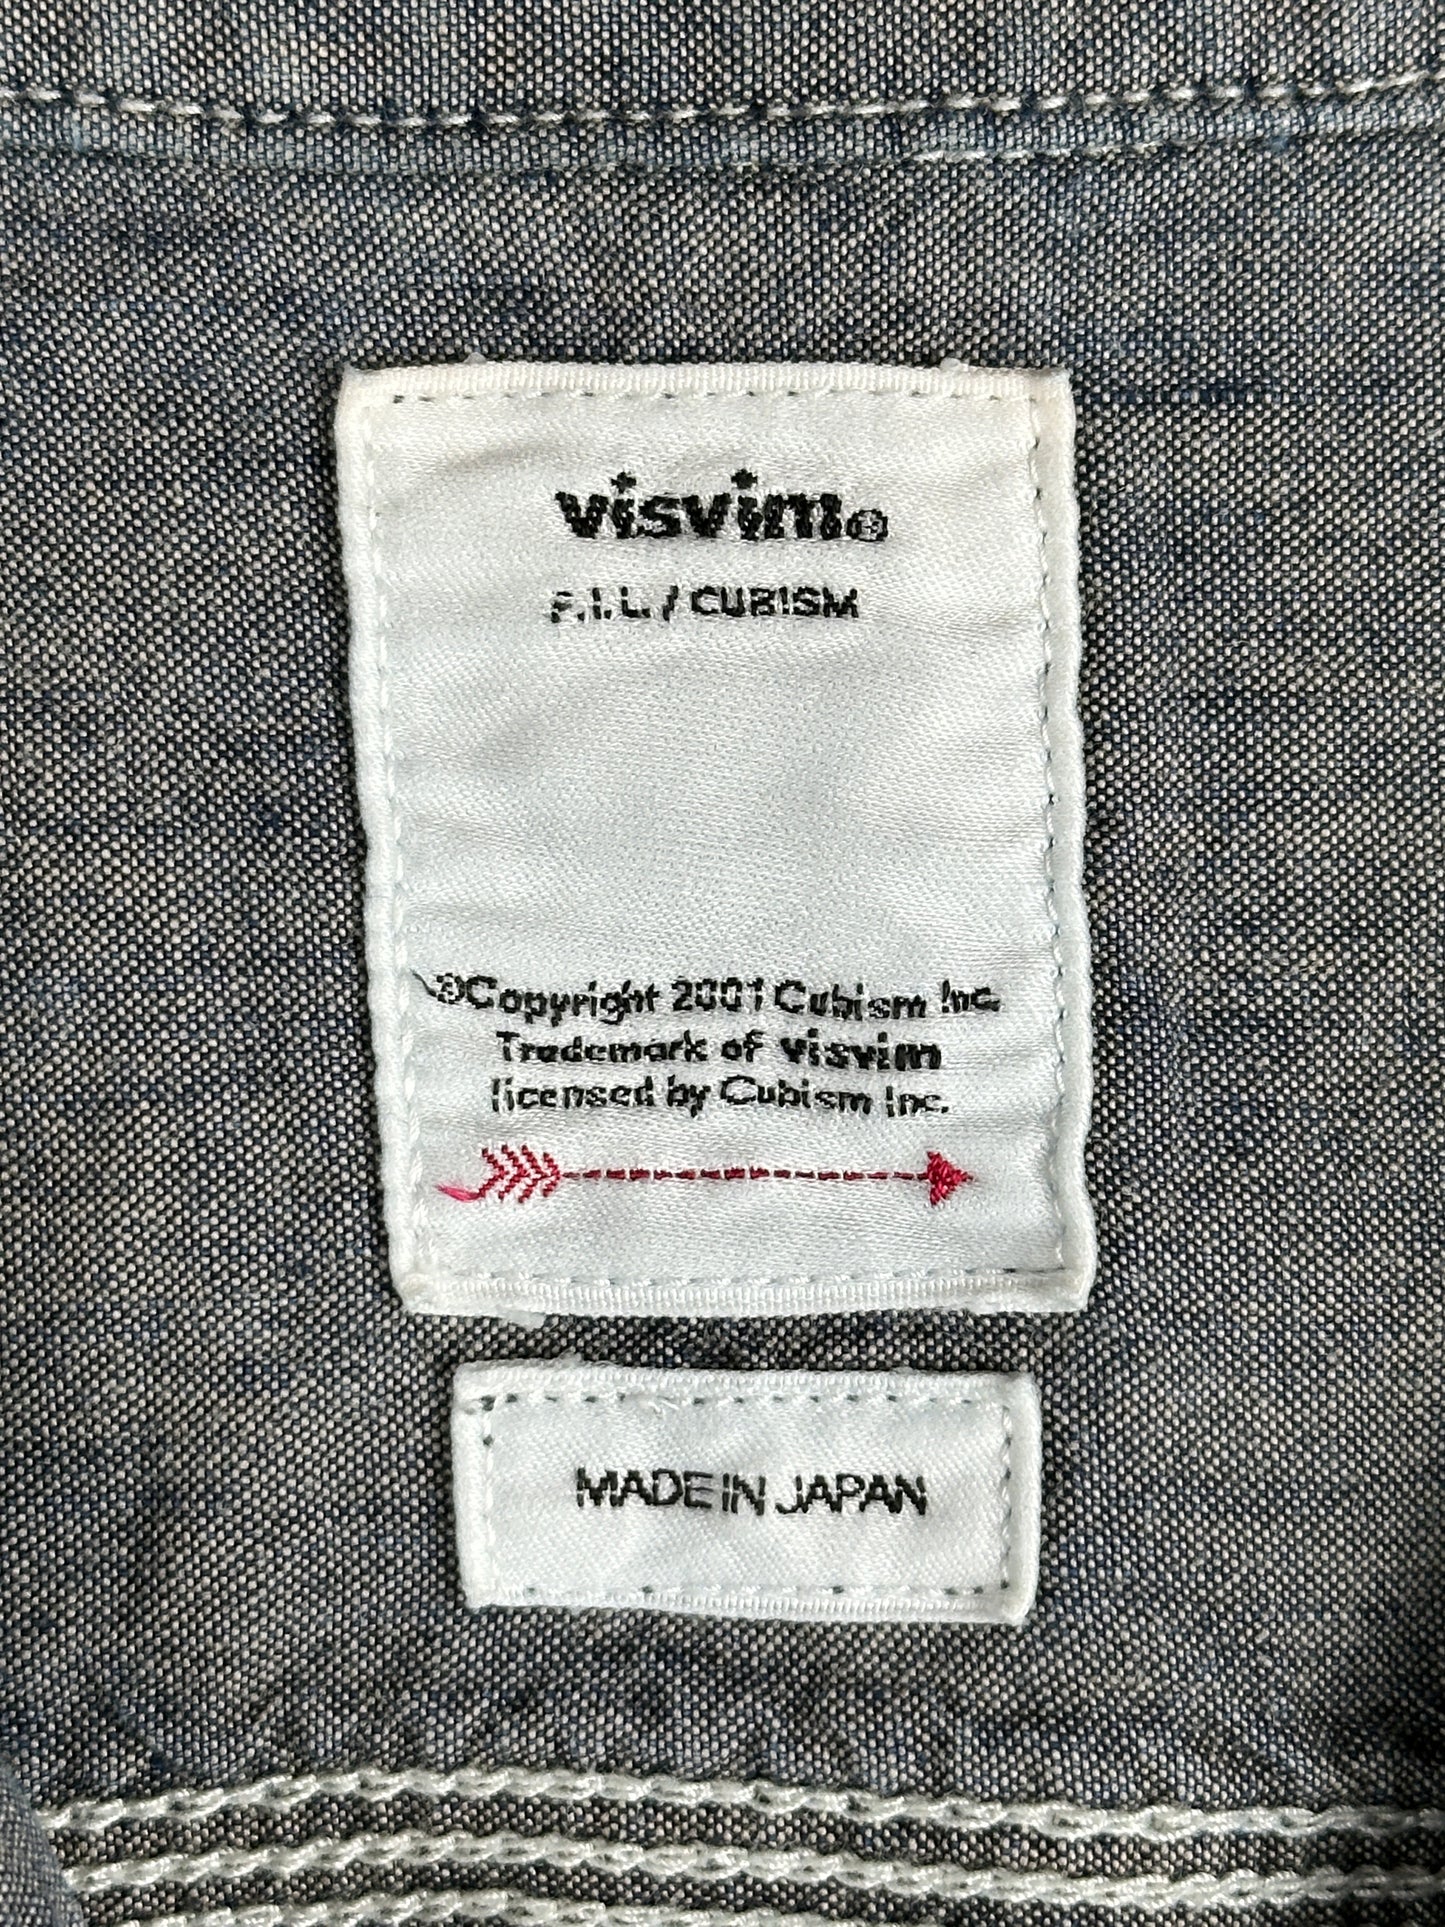 visvim®
F.I.L. / CUBISM
©Copyright 2001 Cubism Inc.
Trademark of visvim
licensed by Cubism Inc.
MADE IN JAPAN